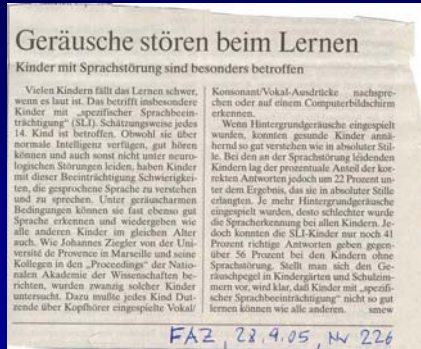 Geräusche stören beim Lernen
Kinder mit Sprachstörung sind besonders betroffen
Vielen Kindern fällt das Lernen schwer,
wenn es laut ist. Das betrifft insbesondere
Kinder mit „spezifischer Sprachbeein-
trächtigung“ (SLI). Schätzungsweise jedes
14. Kind ist betroffen. Obwohl sie über
normale Intelligenz verfügen, gut hören
können und auch sonst nicht unter neuro-
logischen Störungen leiden, haben Kinder
mit dieser Beeinträchtigung Schwierigkei-
ten, die gesprochene Sprache zu verstehen
und zu sprechen. Unter geräuscharmen
Bedingungen können sie fast ebenso gut
Sprache erkennen und wiedergeben wie
alle anderen Kinder im gleichen Alter
auch. Wie Johannes Ziegler von der Uni-
versité de Provence in Marseille und seine
Kollegen in den „Proceedings“ der Natio-
nalen Akademie der Wissenschaften be-
richten, wurden zwanzig solcher Kinder
untersucht. Dazu mußte jedes Kind Dut-
zende über Kopfhörer eingespielte Vokal/
Konsonant/Vokal-Ausdrücke nachspre-
chen oder auf einem Computerbildschirm
erkennen.
Wenn Hintergrundgeräusche eingespielt
wurden, konnten gesunde Kinder annä-
hernd so gut verstehen wie in absoluter Stil-
le. Bei den an der Sprachstörung leidenden
Kindern lag der prozentuale Anteil der kor-
rekten Antworten jedoch um 22 Prozent un-
ter dem Ergebnis, das sie in absoluter Stille
erlangten. Je mehr Hintergrundgeräusche
eingespielt wurden, desto schlechter wurde
die Spracherkennung bei allen Kindern. Je-
doch konnten die SLI-Kinder nur noch 41
Prozent richtige Antworten geben gegen-
über 56 Prozent bei den Kindern ohne
Sprachstörung. Stellt man sich den Ge-
räuschpegel in Kindergärten und Schulzim-
mern vor, wird klar, daß Kinder mit „spezifi-
scher Sprachbeeinträchtigung“ nicht so gut
lernen können wie alle anderen. smew
FAZ, 28.9.05, Nr 226